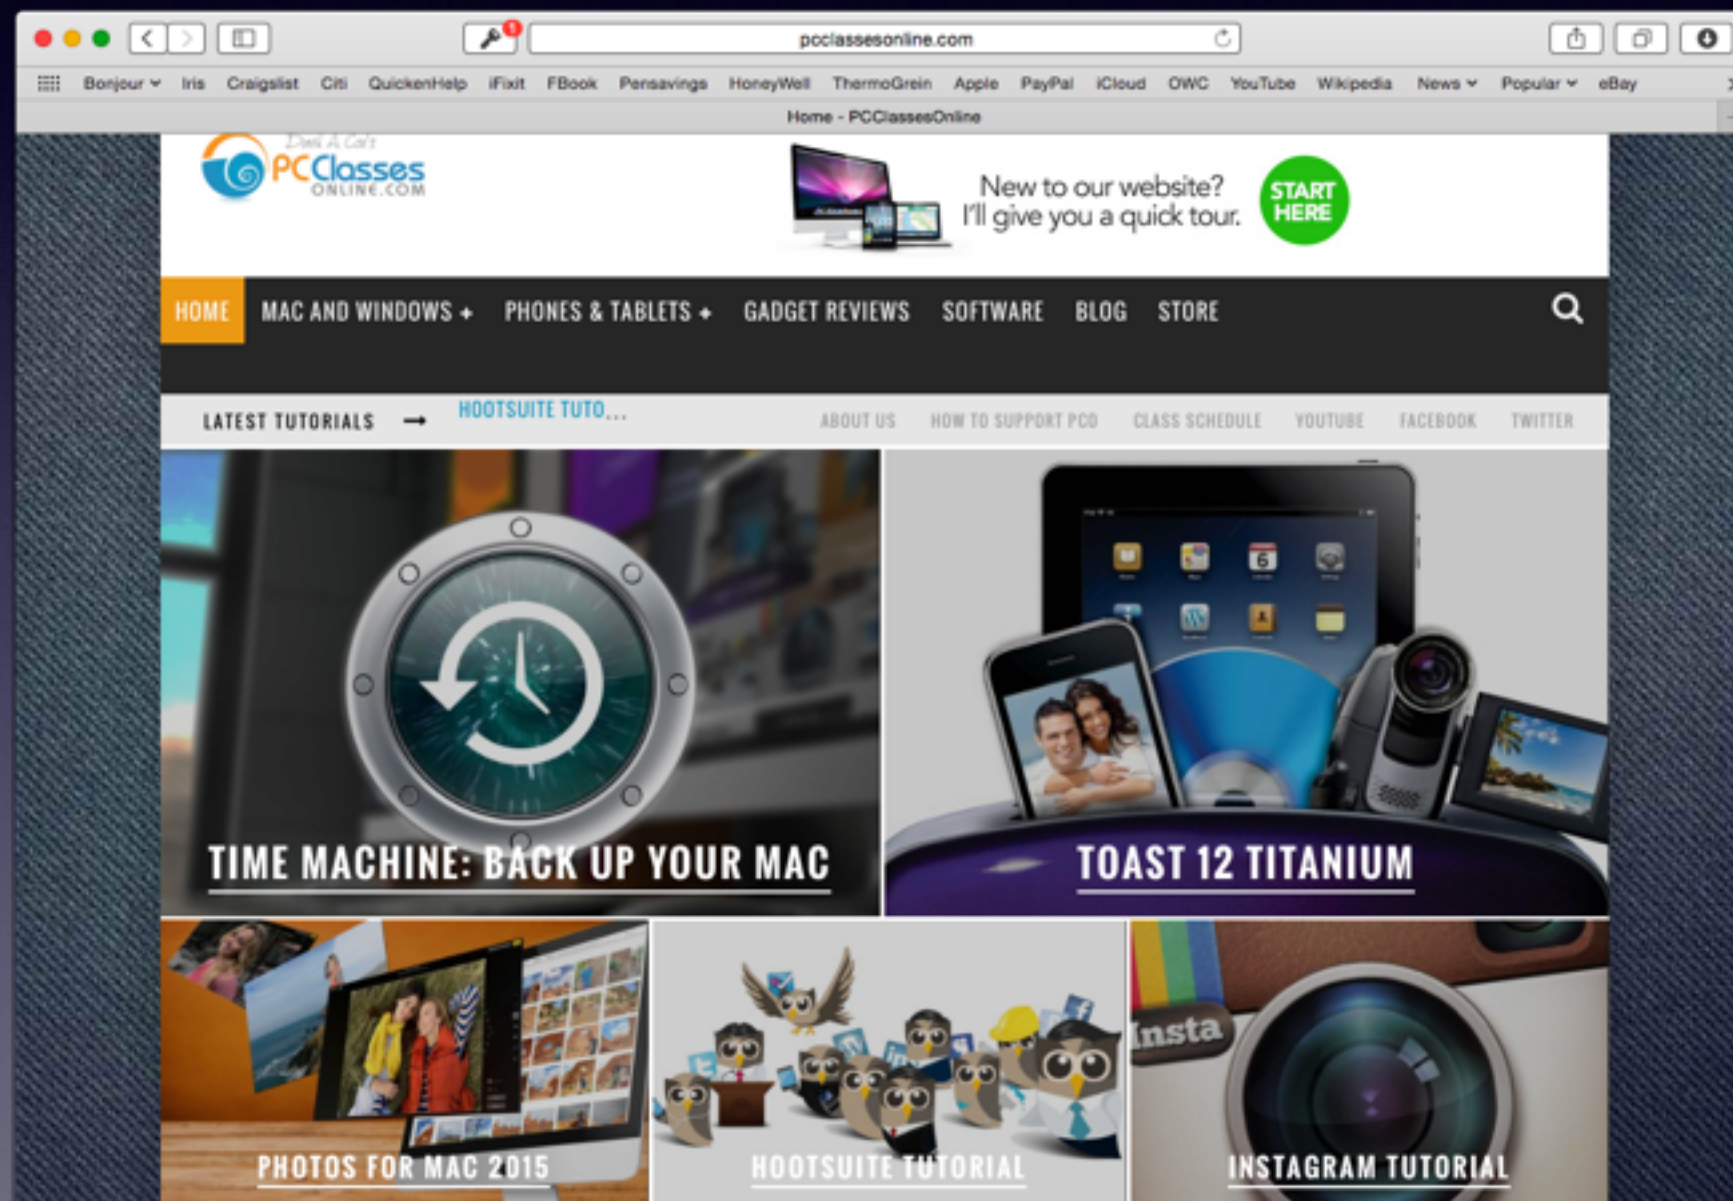 1
pcclassesonline.com
Bonjour Iris Craigslist Citi QuickenHelp iFixit FBook Pensavings HoneyWell ThermoGrein Apple PayPal iCloud OWC YouTube Wikipedia News Popular eBay
Home - PCClassesOnline
PCClasses
ONLINE.COM
New to our website?
I'll give you a quick tour.
START
HERE
HOME MAC AND WINDOWS + PHONES & TABLETS + GADGET REVIEWS SOFTWARE BLOG STORE
LATEST TUTORIALS → HOOTSUITE TUTO... ABOUT US HOW TO SUPPORT PCO CLASS SCHEDULE YOUTUBE FACEBOOK TWITTER
6
TIME MACHINE: BACK UP YOUR MAC
TOAST 12 TITANIUM
Insta
PHOTOS FOR MAC 2015
HOOTSUITE TUTORIAL
INSTAGRAM TUTORIAL